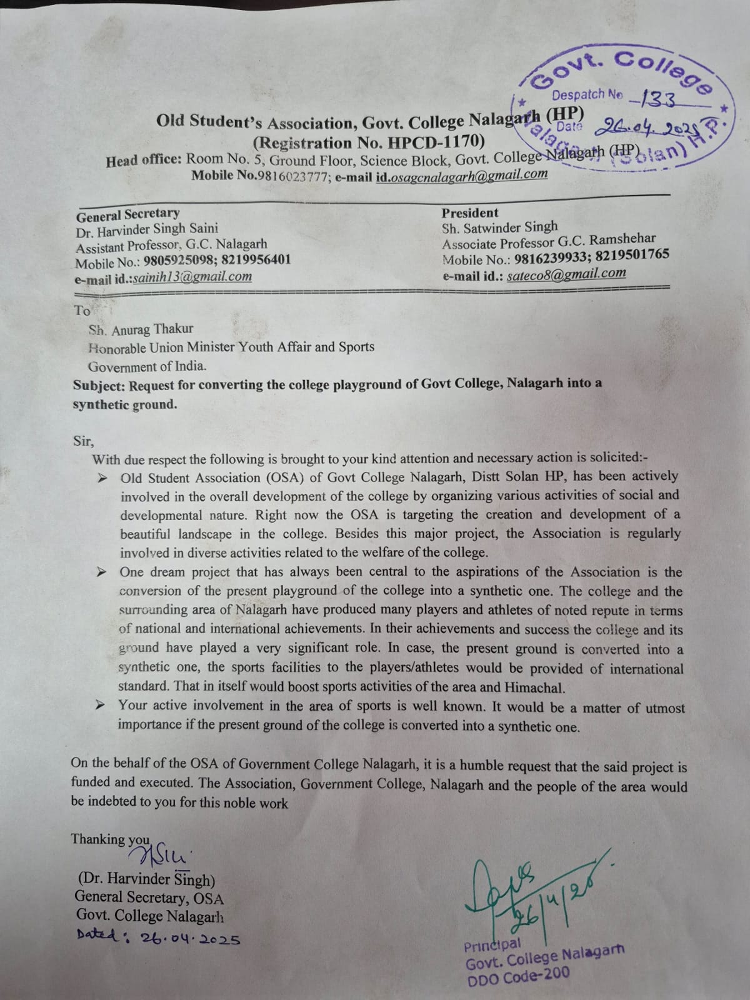 Govt. College
Despatch No 133
Date 26.04.2025
Nalagarh (Solan) H.P.
Old Student's Association, Govt. College Nalagarh (HP)
(Registration No. HPCD-1170)
Head office: Room No. 5, Ground Floor, Science Block, Govt. College Nalagarh (HP)
Mobile No.9816023777; e-mail id.osagcnalagarh@gmail.com
General Secretary
Dr. Harvinder Singh Saini
Assistant Professor, G.C. Nalagarh
Mobile No.: 9805925098; 8219956401
e-mail id.:sainih13@gmail.com
President
Sh. Satwinder Singh
Associate Professor G.C. Ramshehar
Mobile No.: 9816239933; 8219501765
e-mail id.: sateco8@gmail.com
To
Sh. Anurag Thakur
Honorable Union Minister Youth Affair and Sports
Government of India.
Subject: Request for converting the college playground of Govt College, Nalagarh into a
synthetic ground.
Sir,
With due respect the following is brought to your kind attention and necessary action is solicited:-
➢ Old Student Association (OSA) of Govt College Nalagarh, Distt Solan HP, has been actively
involved in the overall development of the college by organizing various activities of social and
developmental nature. Right now the OSA is targeting the creation and development of a
beautiful landscape in the college. Besides this major project, the Association is regularly
involved in diverse activities related to the welfare of the college.
➢ One dream project that has always been central to the aspirations of the Association is the
conversion of the present playground of the college into a synthetic one. The college and the
surrounding area of Nalagarh have produced many players and athletes of noted repute in terms
of national and international achievements. In their achievements and success the college and its
ground have played a very significant role. In case, the present ground is converted into a
synthetic one, the sports facilities to the players/athletes would be provided of international
standard. That in itself would boost sports activities of the area and Himachal.
➢ Your active involvement in the area of sports is well known. It would be a matter of utmost
importance if the present ground of the college is converted into a synthetic one.
On the behalf of the OSA of Government College Nalagarh, it is a humble request that the said project is
funded and executed. The Association, Government College, Nalagarh and the people of the area would
be indebted to you for this noble work
Thanking you
(Dr. Harvinder Singh)
General Secretary, OSA
Govt. College Nalagarh
Dated: 26.04.2025
26/4/25
Principal
Govt. College Nalagarh
DDO Code-200